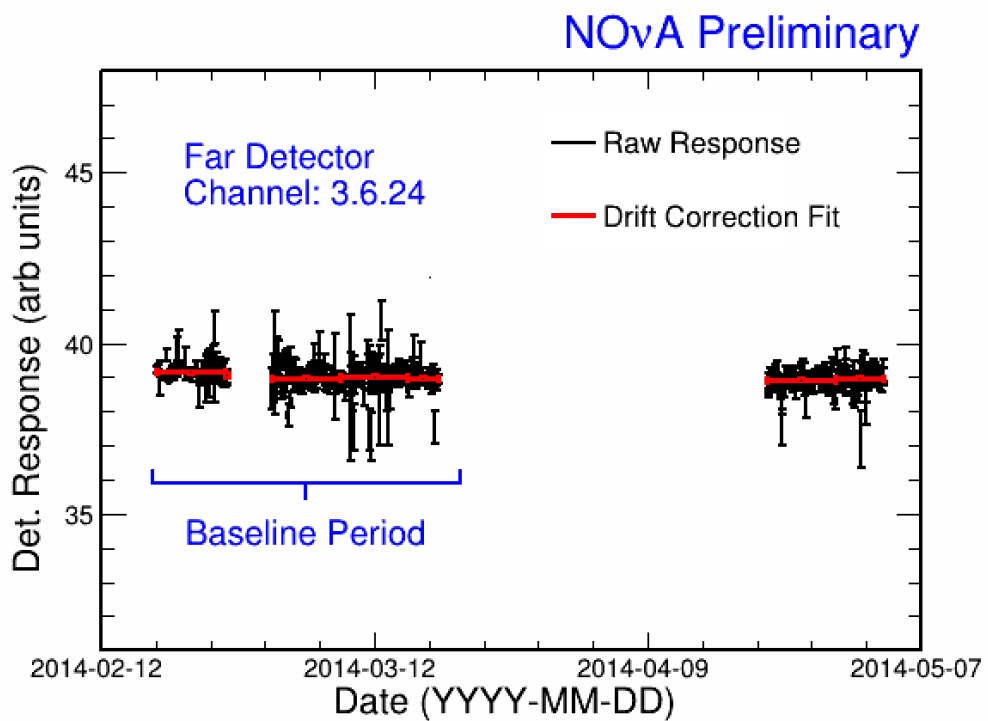 NOνA Preliminary
Far Detector
Channel: 3.6.24
Raw Response
Drift Correction Fit
Det. Response (arb units)
45
40
35
Baseline Period
2014-02-12
2014-03-12
2014-04-09
2014-05-07
Date (YYYY-MM-DD)